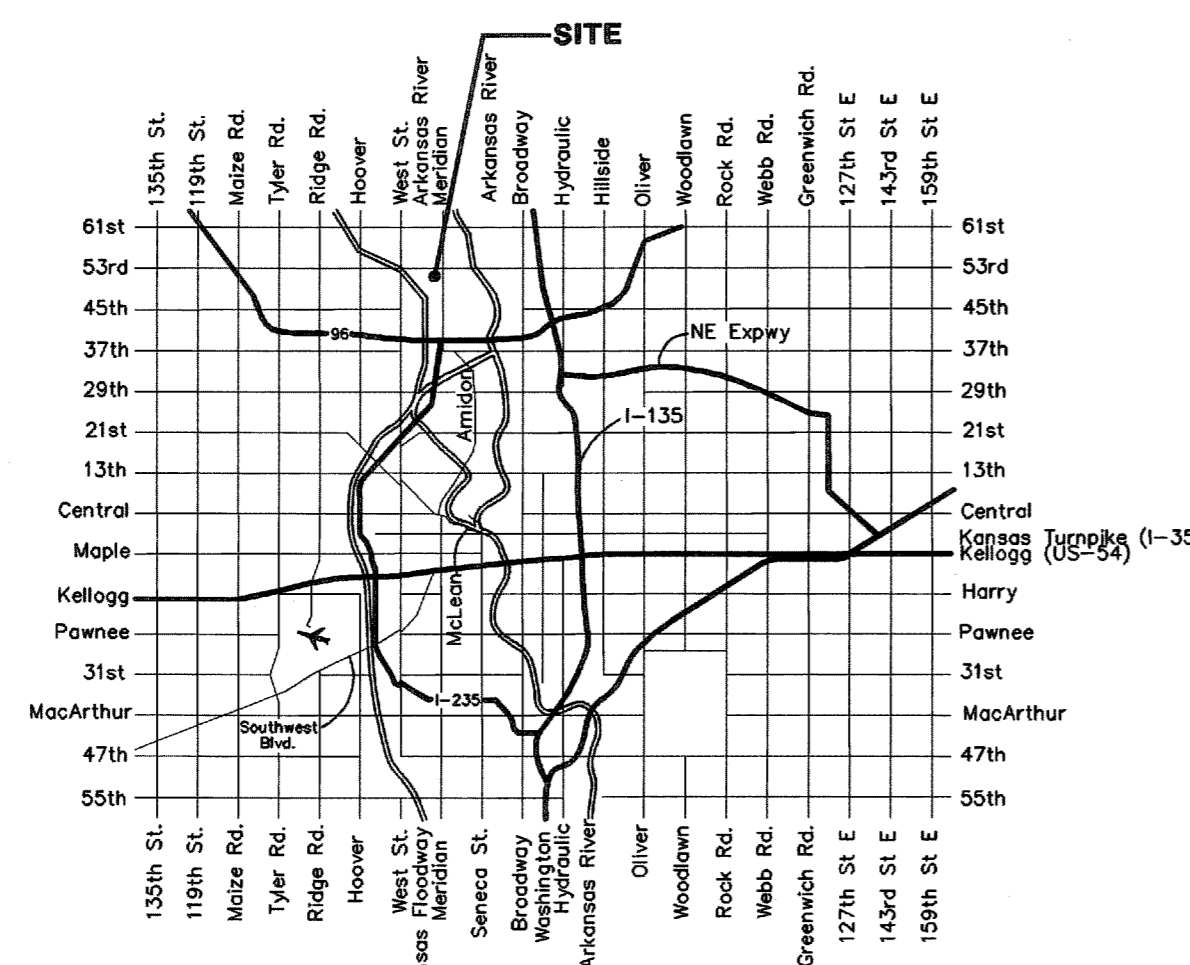 SITE
135th St.
119th St.
Maize Rd.
Tyler Rd.
Ridge Rd.
Hoover
West St.
Arkansas River
Meridian
Arkansas River
Broadway
Hydraulic
Hillside
Oliver
Woodlawn
Rock Rd.
Webb Rd.
Greenwich Rd.
127th St E
143rd St E
159th St E
61st
53rd
45th
37th
29th
21st
13th
Central
Maple
Kellogg
Pawnee
31st
MacArthur
47th
55th
96
NE Expwy
Amidon
I-135
McLean
I-235
Southwest
Blvd.
61st
53rd
45th
37th
29th
21st
13th
Central
Kansas Turnpike (I-35
Kellogg (US-54)
Harry
Pawnee
31st
MacArthur
47th
55th
135th St.
119th St.
Maize Rd.
Tyler Rd.
Ridge Rd.
Hoover
West St.
sas Floodway
Meridian
Seneca St.
Broadway
Washington
Hydraulic
Arkansas River
Oliver
Woodlawn
Rock Rd.
Webb Rd.
Greenwich Rd.
127th St E
143rd St E
159th St E